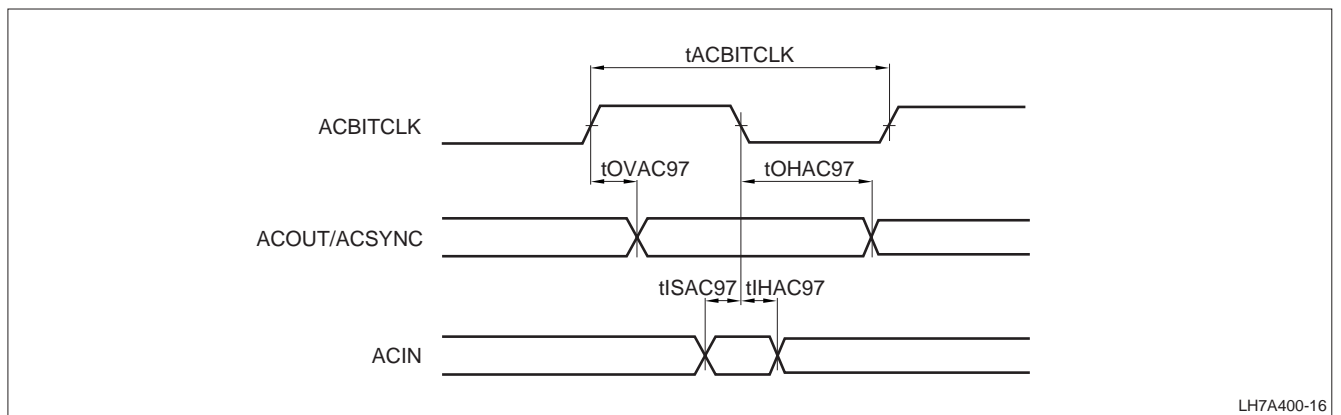 tACBITCLK
ACBITCLK
tOVAC97 tOHAC97
ACOUT/ACSYNC
tISAC97 tIHAC97
ACIN
LH7A400-16